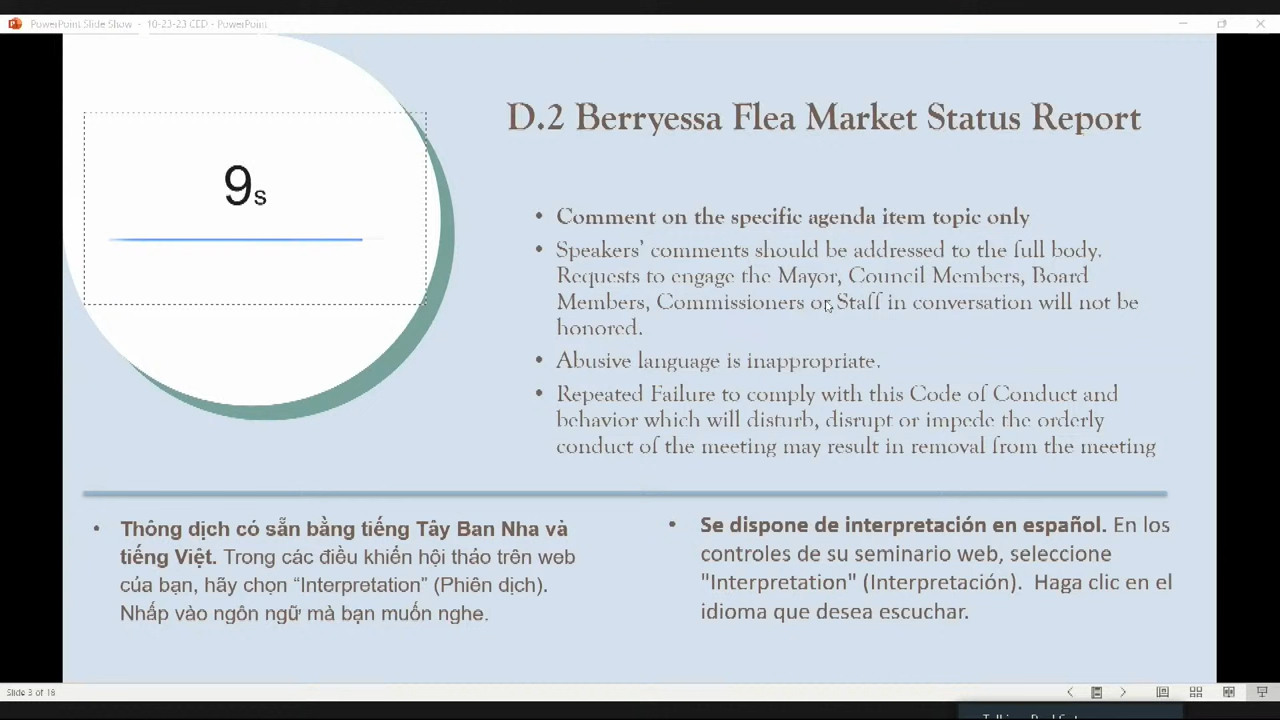 PowerPoint Slide Show - 10-23-23 CED - PowerPoint
D.2 Berryessa Flea Market Status Report
9s
• Comment on the specific agenda item topic only
• Speakers' comments should be addressed to the full body.
Requests to engage the Mayor, Council Members, Board
Members, Commissioners or Staff in conversation will not be
honored.
• Abusive language is inappropriate.
• Repeated Failure to comply with this Code of Conduct and
behavior which will disturb, disrupt or impede the orderly
conduct of the meeting may result in removal from the meeting
• Thông dịch có sẵn bằng tiếng Tây Ban Nha và
tiếng Việt. Trong các điều khiển hội thảo trên web
của bạn, hãy chọn “Interpretation” (Phiên dịch).
Nhấp vào ngôn ngữ mà bạn muốn nghe.
• Se dispone de interpretación en español. En los
controles de su seminario web, seleccione
"Interpretation" (Interpretación). Haga clic en el
idioma que desea escuchar.
Slide 3 of 18